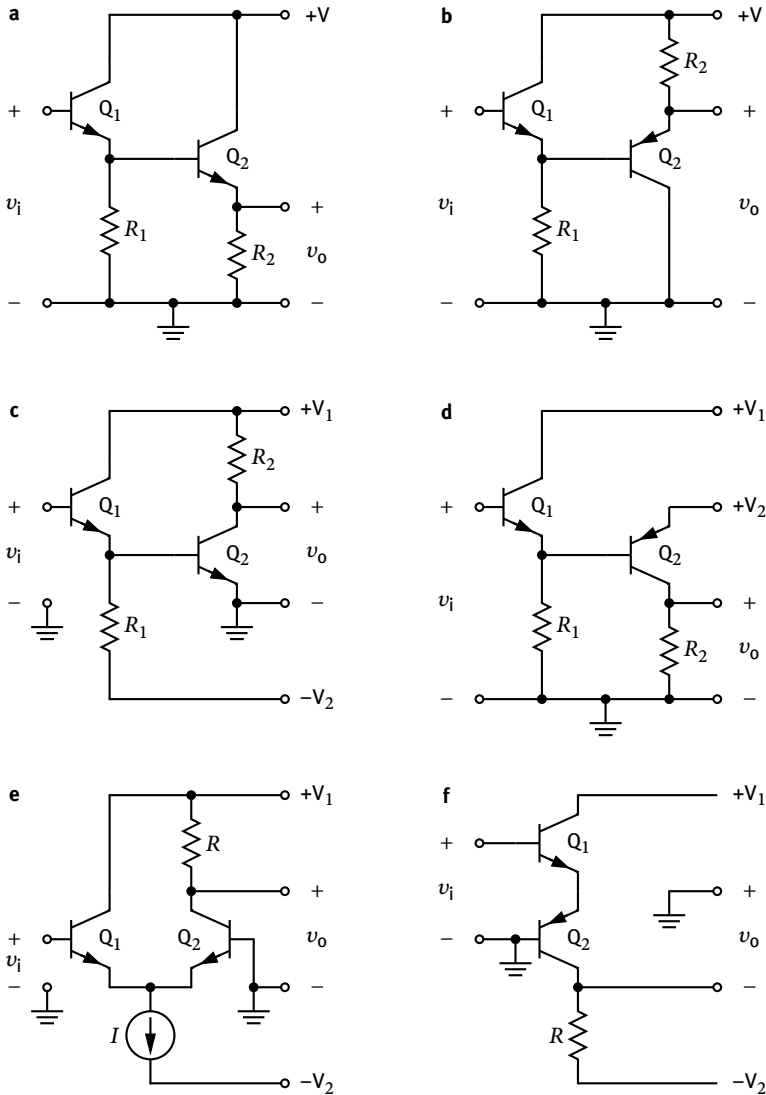 a +V
+ Q₁
Q₂
vᵢ R₁ +
R₂ vₒ
− −
b +V
R₂
+ Q₁ +
Q₂
vᵢ R₁ vₒ
− −
c +V₁
R₂
+ Q₁ +
vᵢ Q₂ vₒ
− −
R₁
−V₂
d +V₁
+ Q₁ +V₂
Q₂
vᵢ R₁ +
R₂ vₒ
− −
e +V₁
R
+
+ Q₁ Q₂ vₒ
vᵢ
− −
I
−V₂
f +V₁
+ Q₁
vᵢ +
− Q₂ vₒ
−
R
−V₂